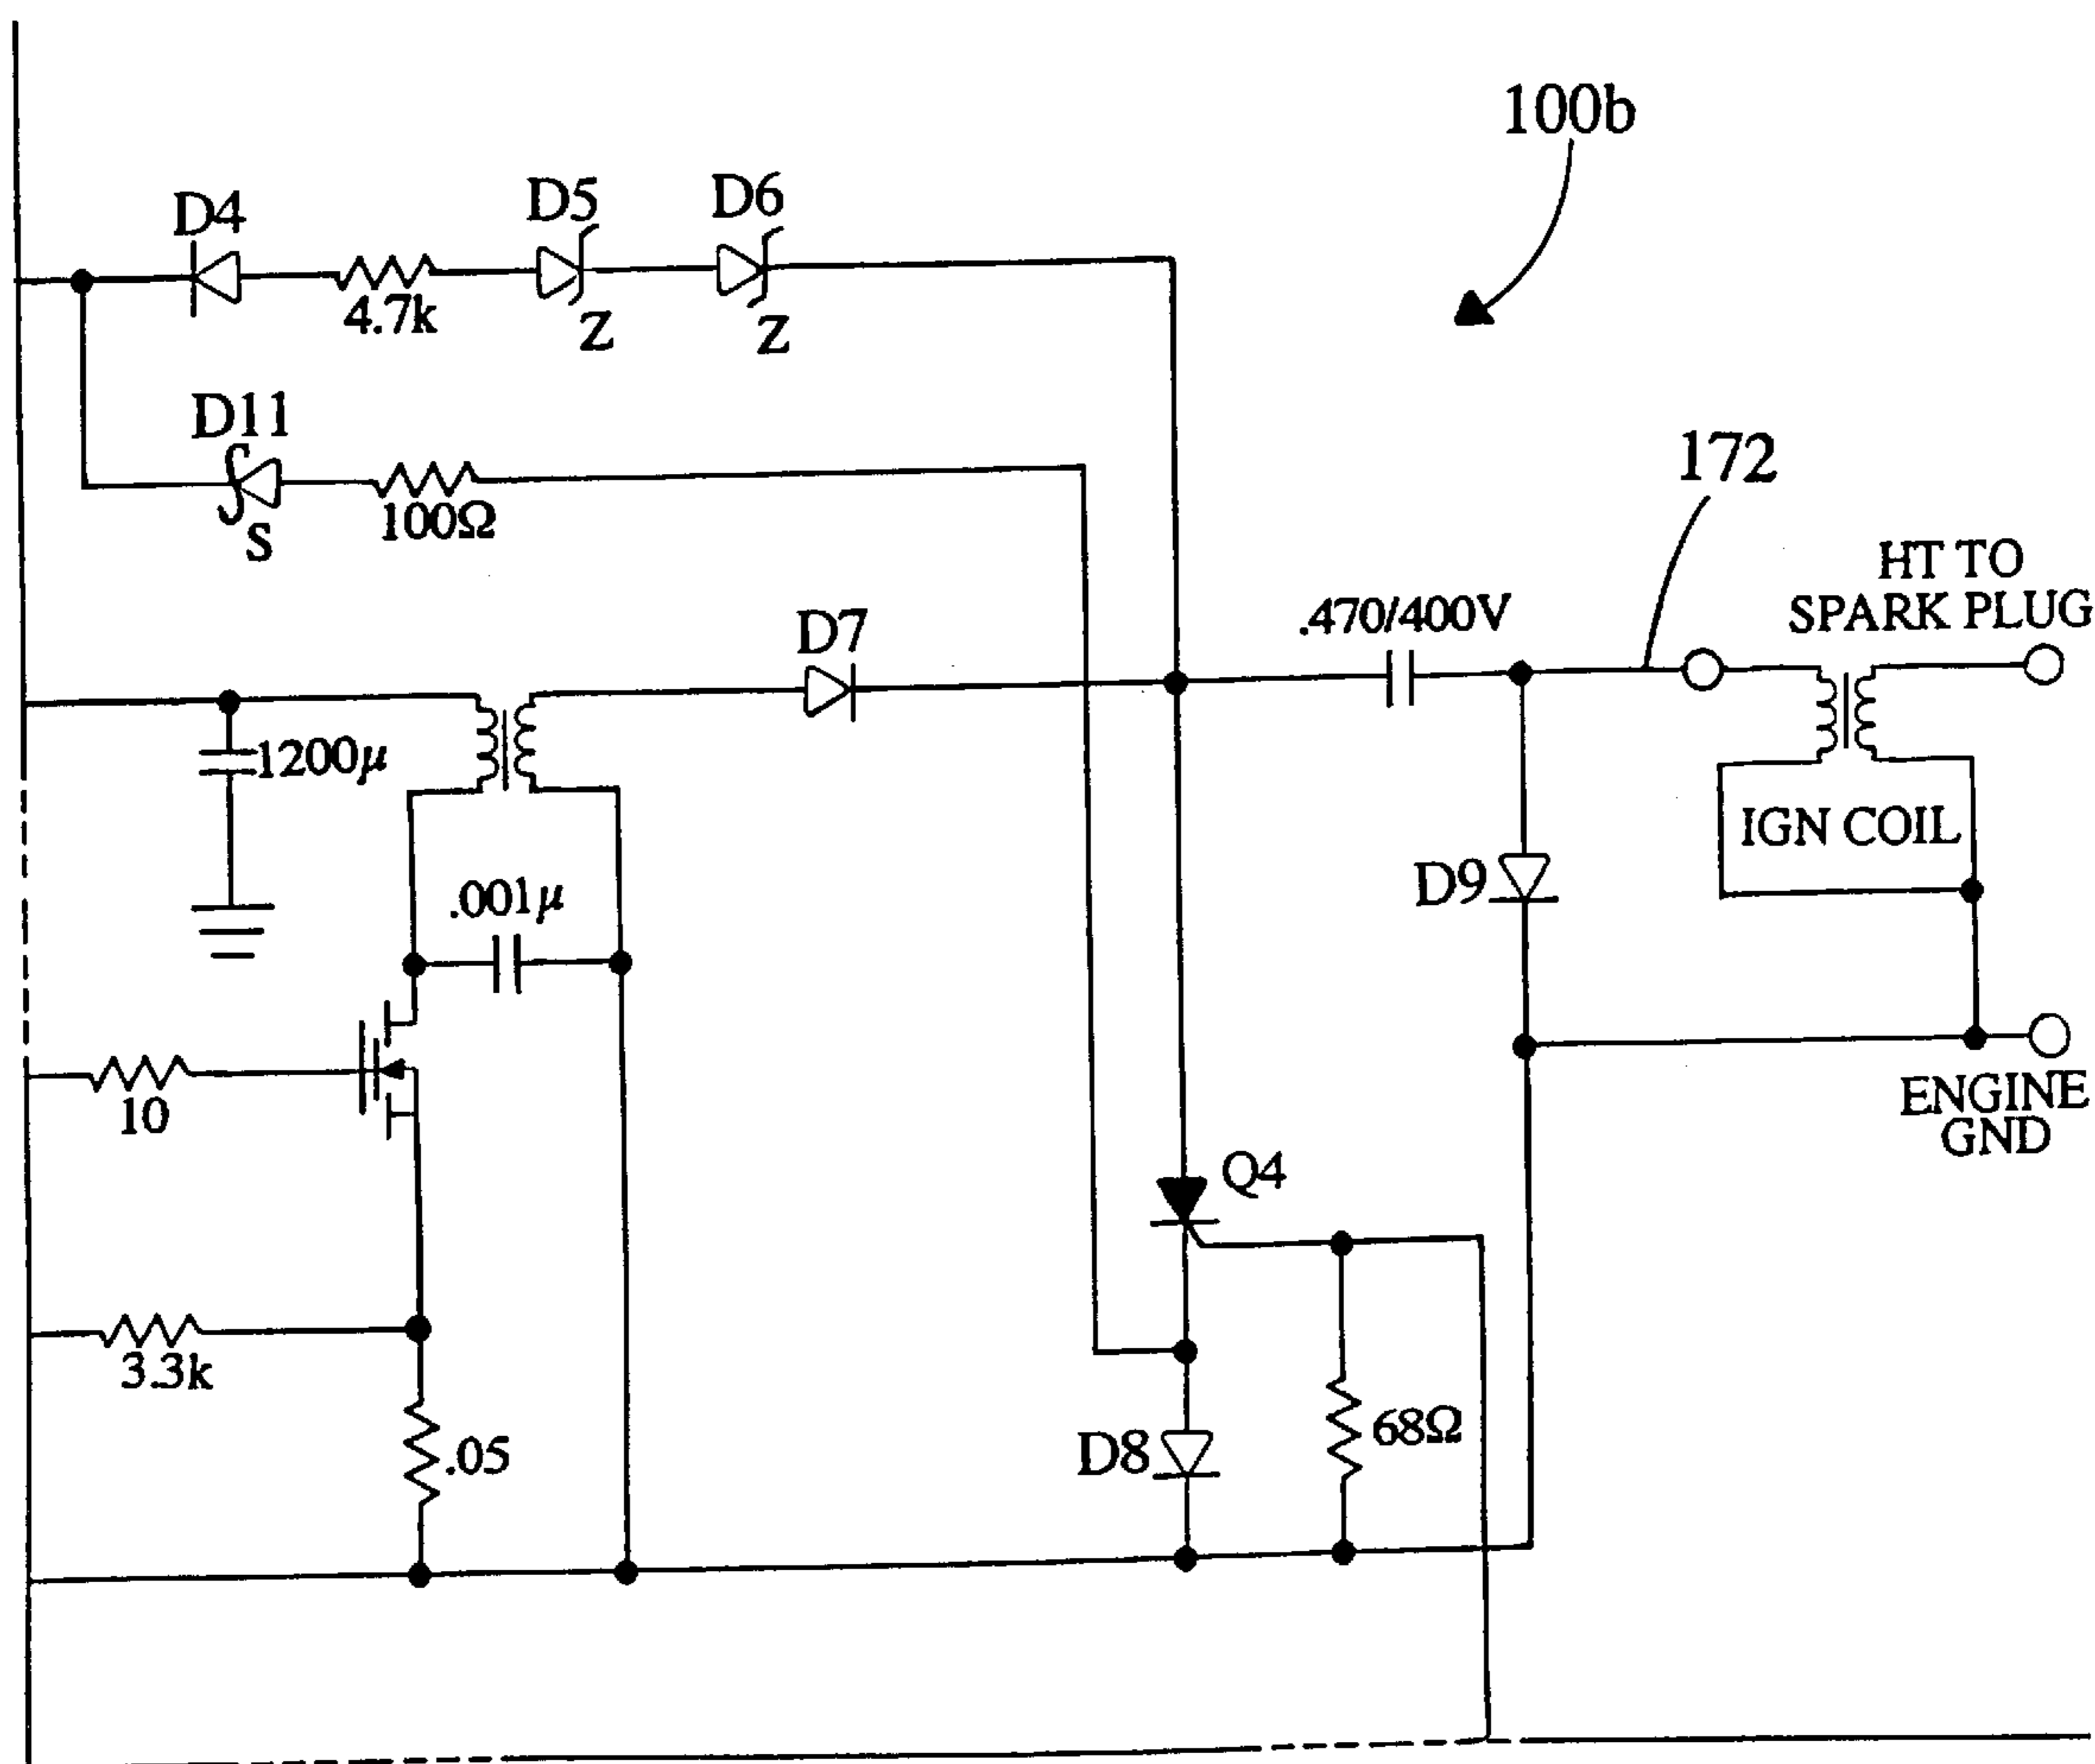 100b
D4
D5
D6
4.7k
Z
Z
D11
S
100Ω
172
HT TO
SPARK PLUG
D7
.470/400V
1200μ
IGN COIL
D9
.001μ
10
ENGINE
GND
Q4
3.3k
.05
D8
68Ω